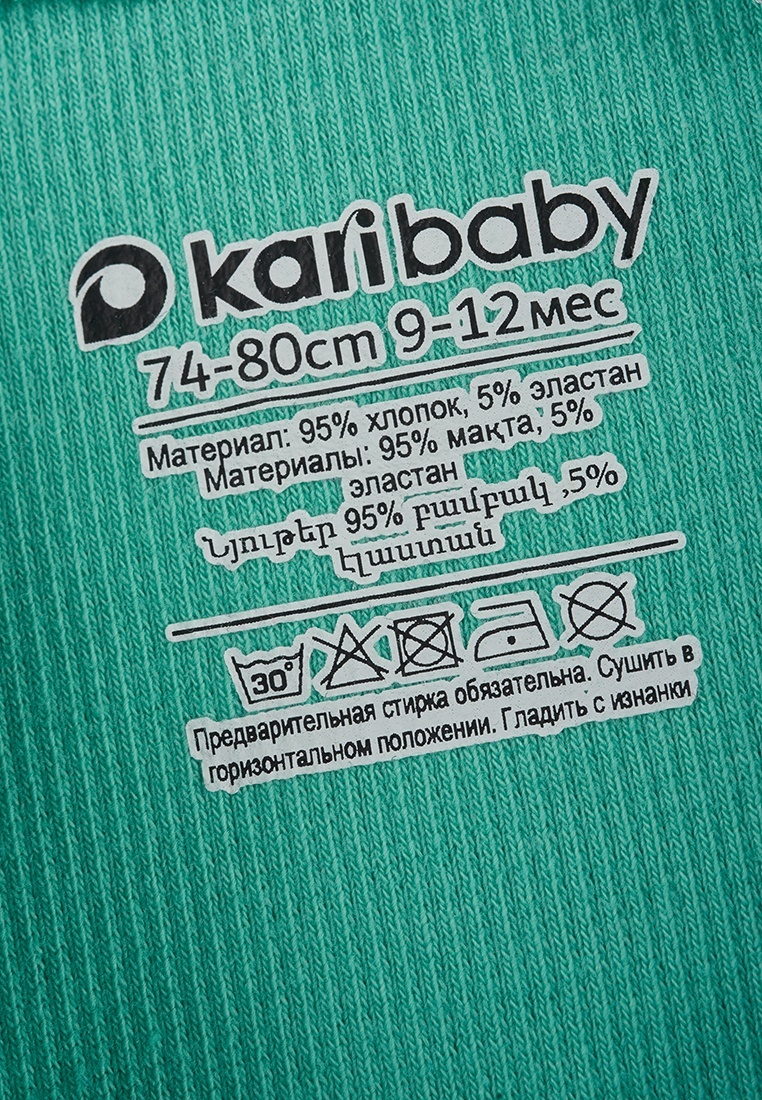 kari baby
74-80cm 9-12мес
Материал: 95% хлопок, 5% эластан
Материалы: 95% мақта, 5%
эластан
Նյութեր 95% բամբակ ,5%
էլաստան
30°
Предварительная стирка обязательна. Сушить в
горизонтальном положении. Гладить с изнанки